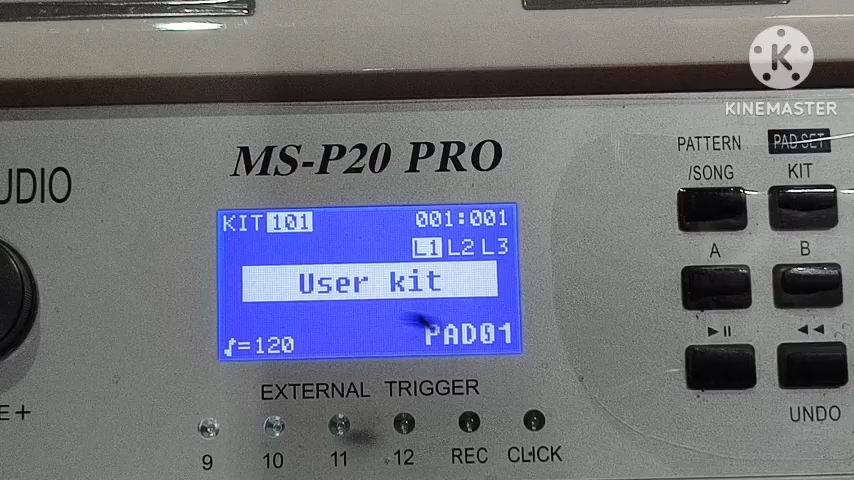 KINEMASTER
UDIO
MS-P20 PRO
PATTERN
/SONG
PAD SET
KIT
KIT 101
001:001
L1 L2 L3
User kit
♪=120
PAD01
A
B
▶II
◀◀
UNDO
E+
EXTERNAL TRIGGER
9
10
11
12
REC
CLICK